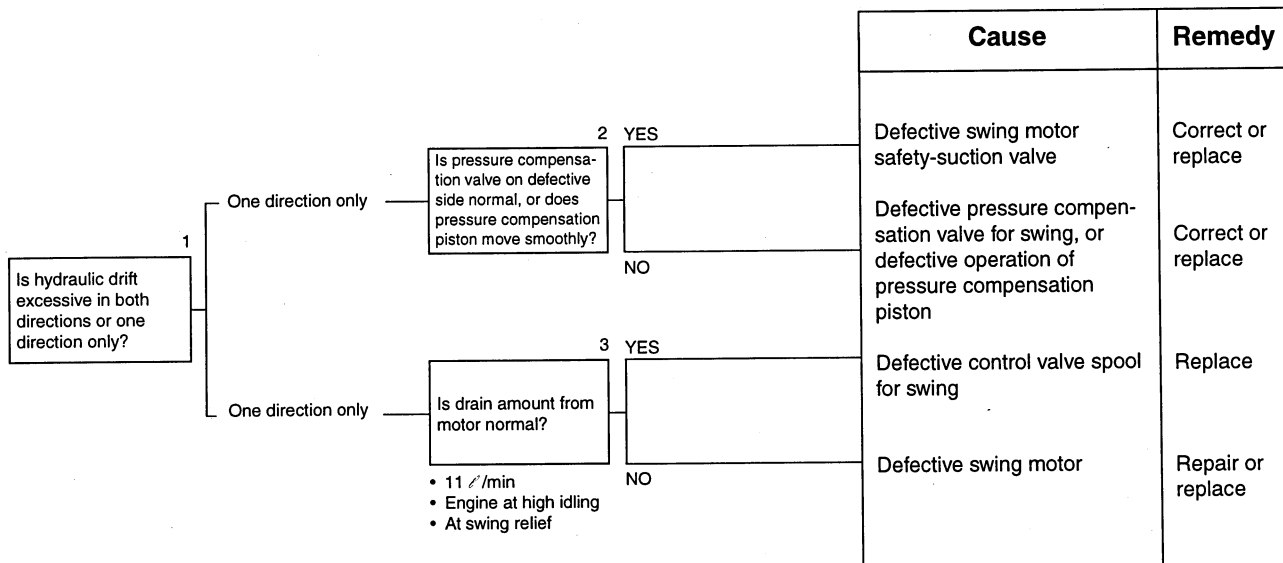 Cause
Remedy
1
Is hydraulic drift
excessive in both
directions or one
direction only?
One direction only
2
Is pressure compensa-
tion valve on defective
side normal, or does
pressure compensation
piston move smoothly?
YES
Defective swing motor
safety-suction valve
Correct or
replace
NO
Defective pressure compen-
sation valve for swing, or
defective operation of
pressure compensation
piston
Correct or
replace
One direction only
3
Is drain amount from
motor normal?
• 11 ℓ/min
• Engine at high idling
• At swing relief
YES
Defective control valve spool
for swing
Replace
NO
Defective swing motor
Repair or
replace